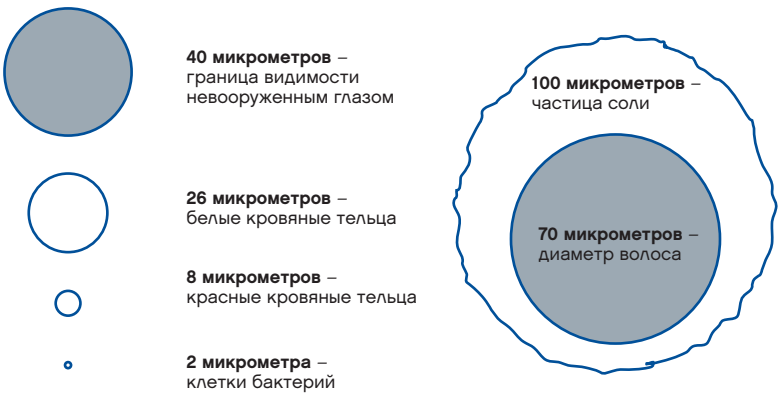 40 микрометров –
граница видимости
невооруженным глазом
26 микрометров –
белые кровяные тельца
8 микрометров –
красные кровяные тельца
2 микрометра –
клетки бактерий
100 микрометров –
частица соли
70 микрометров –
диаметр волоса